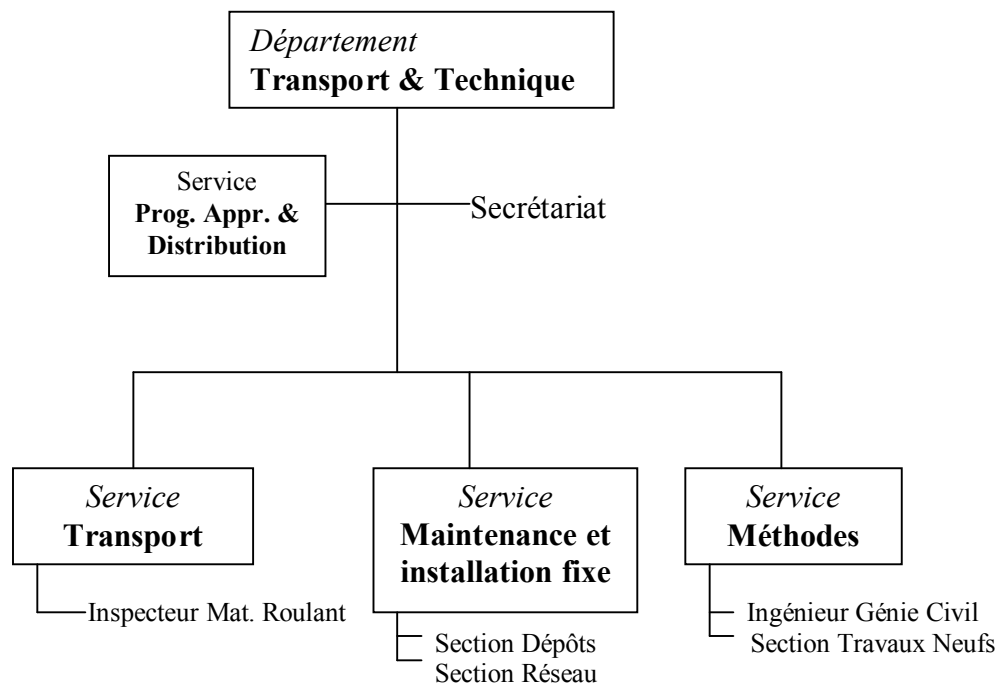 Département
Transport & Technique
Service
Prog. Appr. &
Distribution
Secrétariat
Service
Transport
Inspecteur Mat. Roulant
Service
Maintenance et
installation fixe
Section Dépôts
Section Réseau
Service
Méthodes
Ingénieur Génie Civil
Section Travaux Neufs